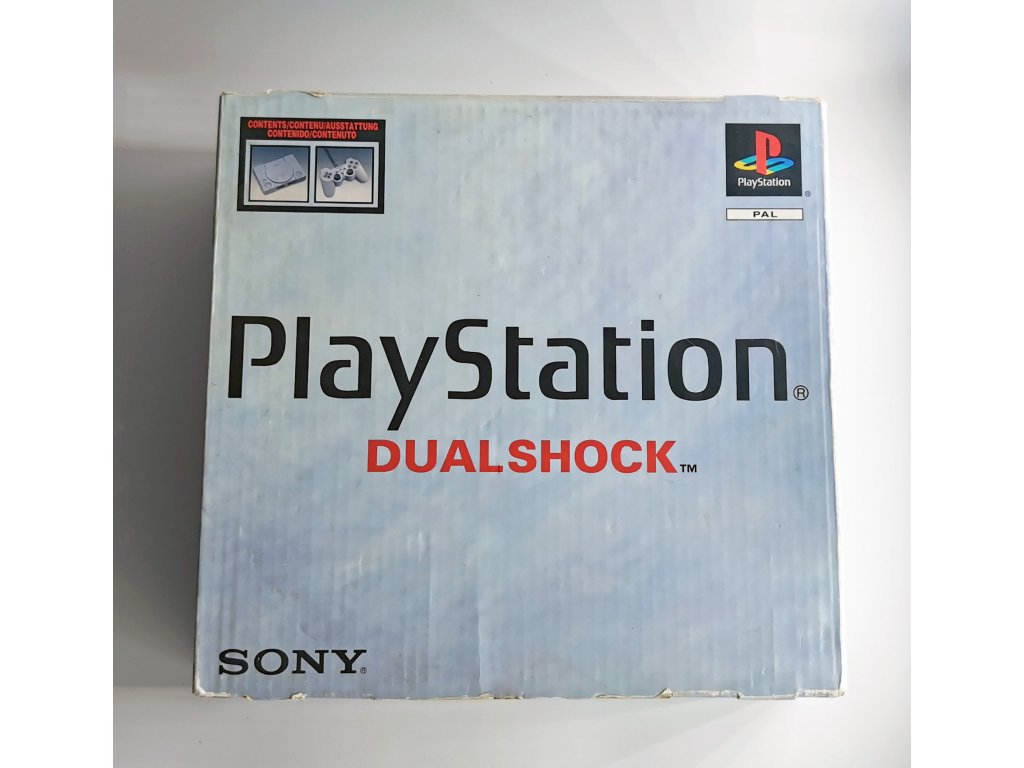 CONTENTS/CONTENU/AUSSTATTUNG
CONTENIDO/CONTENUTO
PlayStation®
PAL
PlayStation®
DUALSHOCK™
SONY®